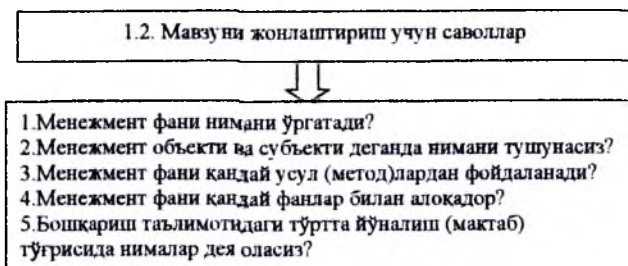 1.2. Мавзуни жонлаштириш учун саволлар
1.Менежмент фани нимани ўргатади?
2.Менежмент объекти ва субъекти деганда нимани тушунасиз?
3.Менежмент фани қандай усул (метод)лардан фойдаланади?
4.Менежмент фани қандай фанлар билан алоқадор?
5.Бошқариш таълимотидаги тўртта йўналиш (мактаб)
тўғрисида нималар дея оласиз?